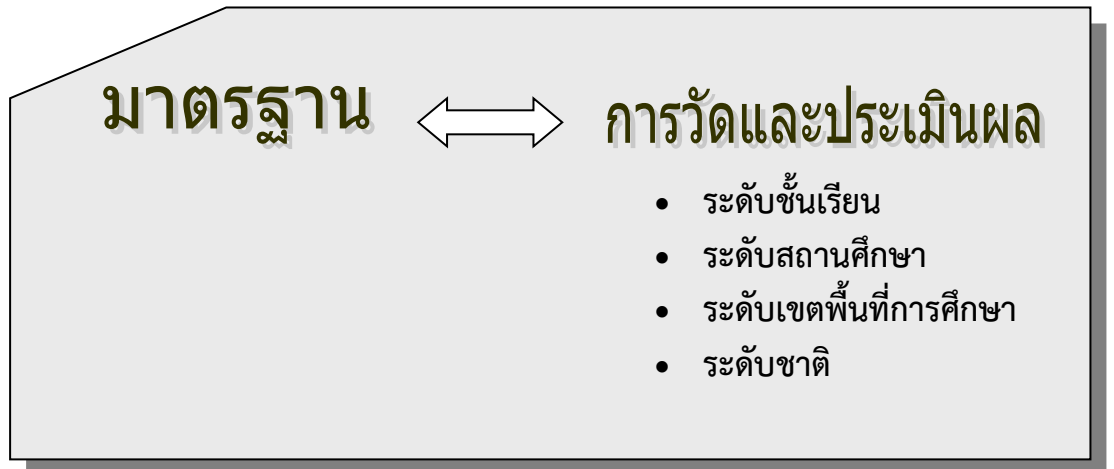 มาตรฐาน การวัดและประเมินผล
• ระดับชั้นเรียน
• ระดับสถานศึกษา
• ระดับเขตพื้นที่การศึกษา
• ระดับชาติ